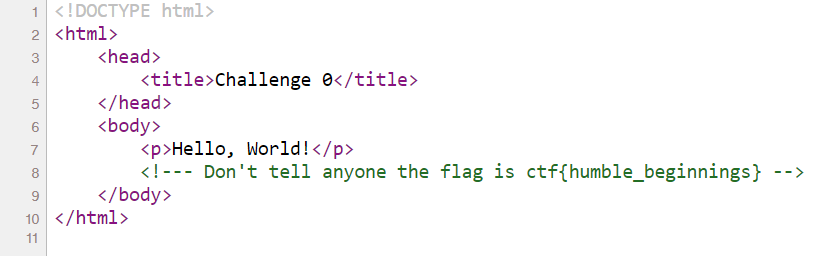 1 <!DOCTYPE html>
2 <html>
3     <head>
4         <title>Challenge 0</title>
5     </head>
6     <body>
7         <p>Hello, World!</p>
8         <!--- Don't tell anyone the flag is ctf{humble_beginnings} -->
9     </body>
10 </html>
11